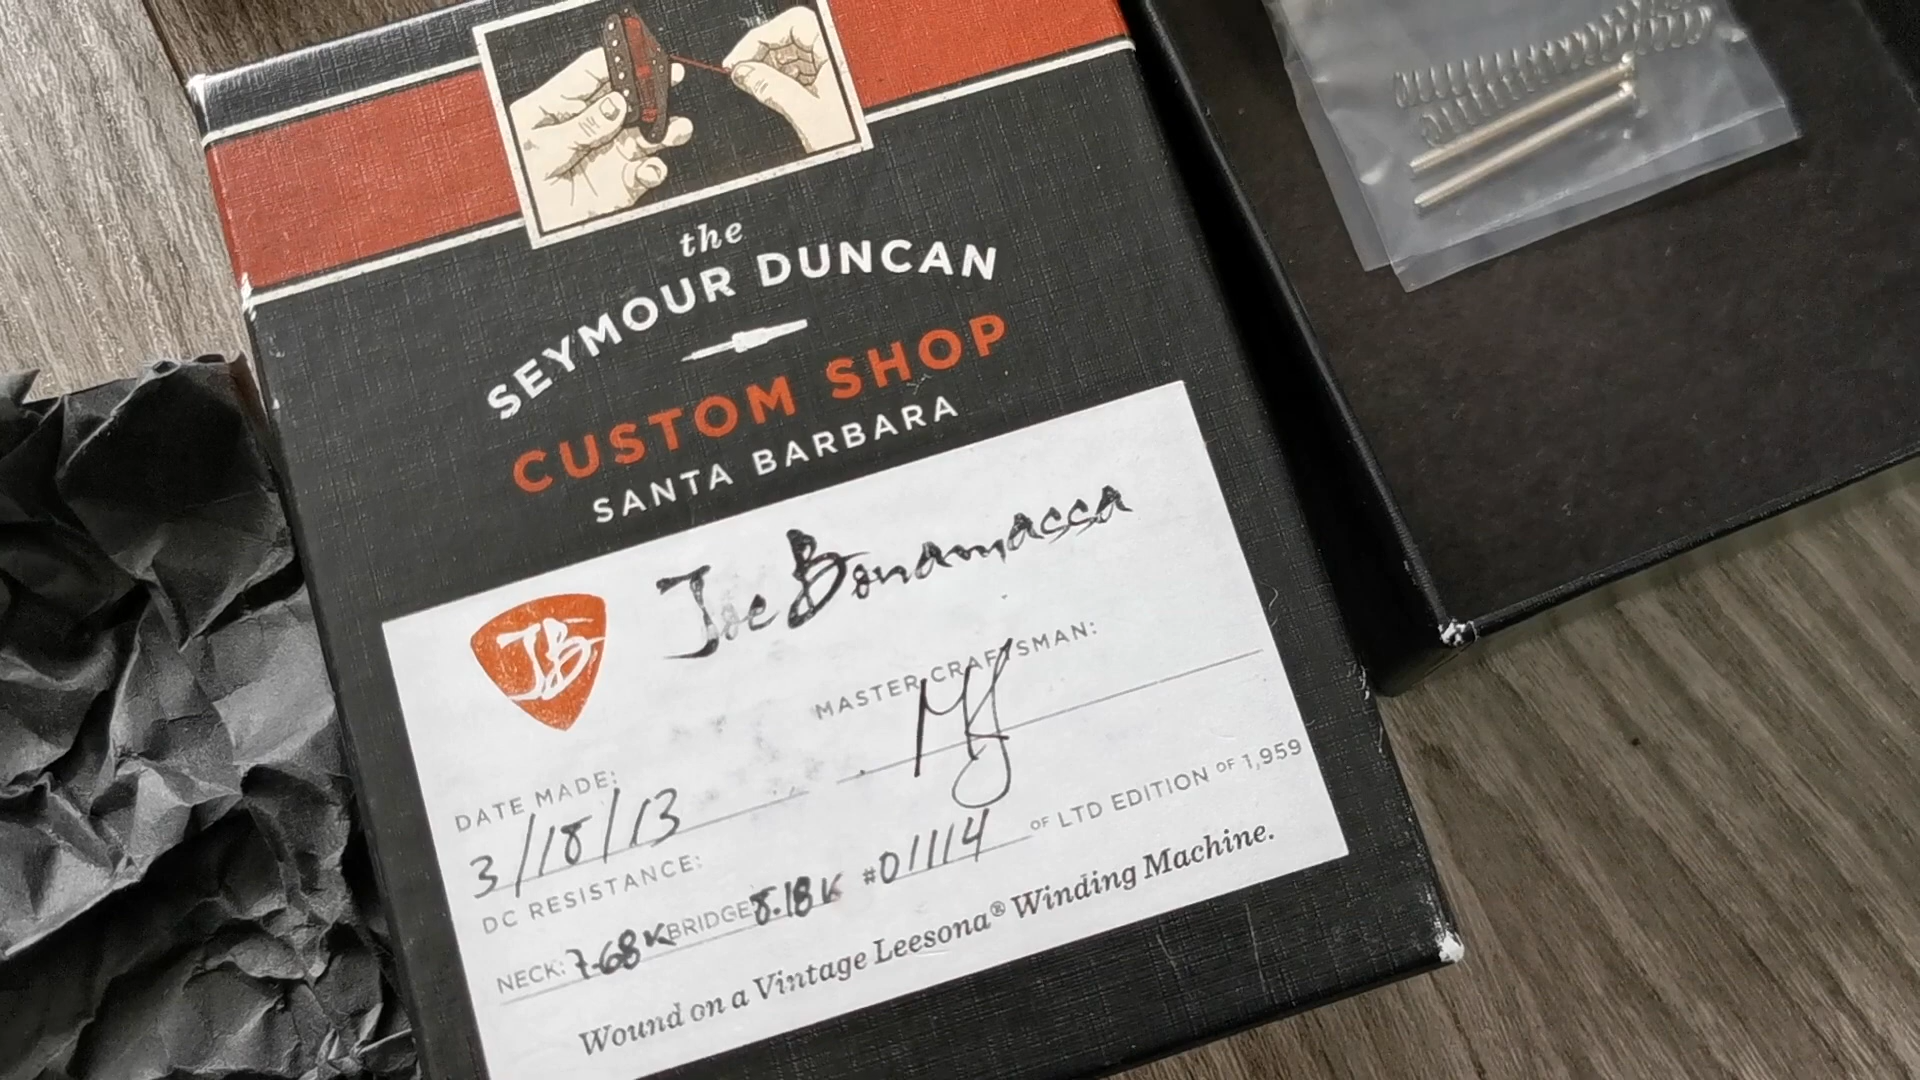 the
SEYMOUR DUNCAN
CUSTOM SHOP
SANTA BARBARA
JB
Joe Bonamassa
MASTER CRAFTSMAN:
MJ
DATE MADE:
3/18/13
DC RESISTANCE:
NECK: 7.68K BRIDGE 8.18K #01114 OF LTD EDITION OF 1,959
Wound on a Vintage Leesona® Winding Machine.